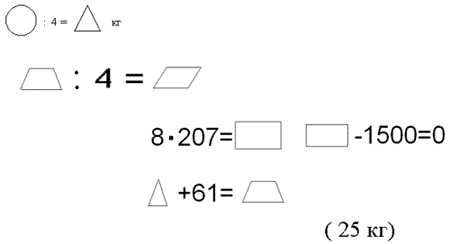 : 4 = кг
: 4 =
8·207= -1500=0
+61=
( 25 кг)